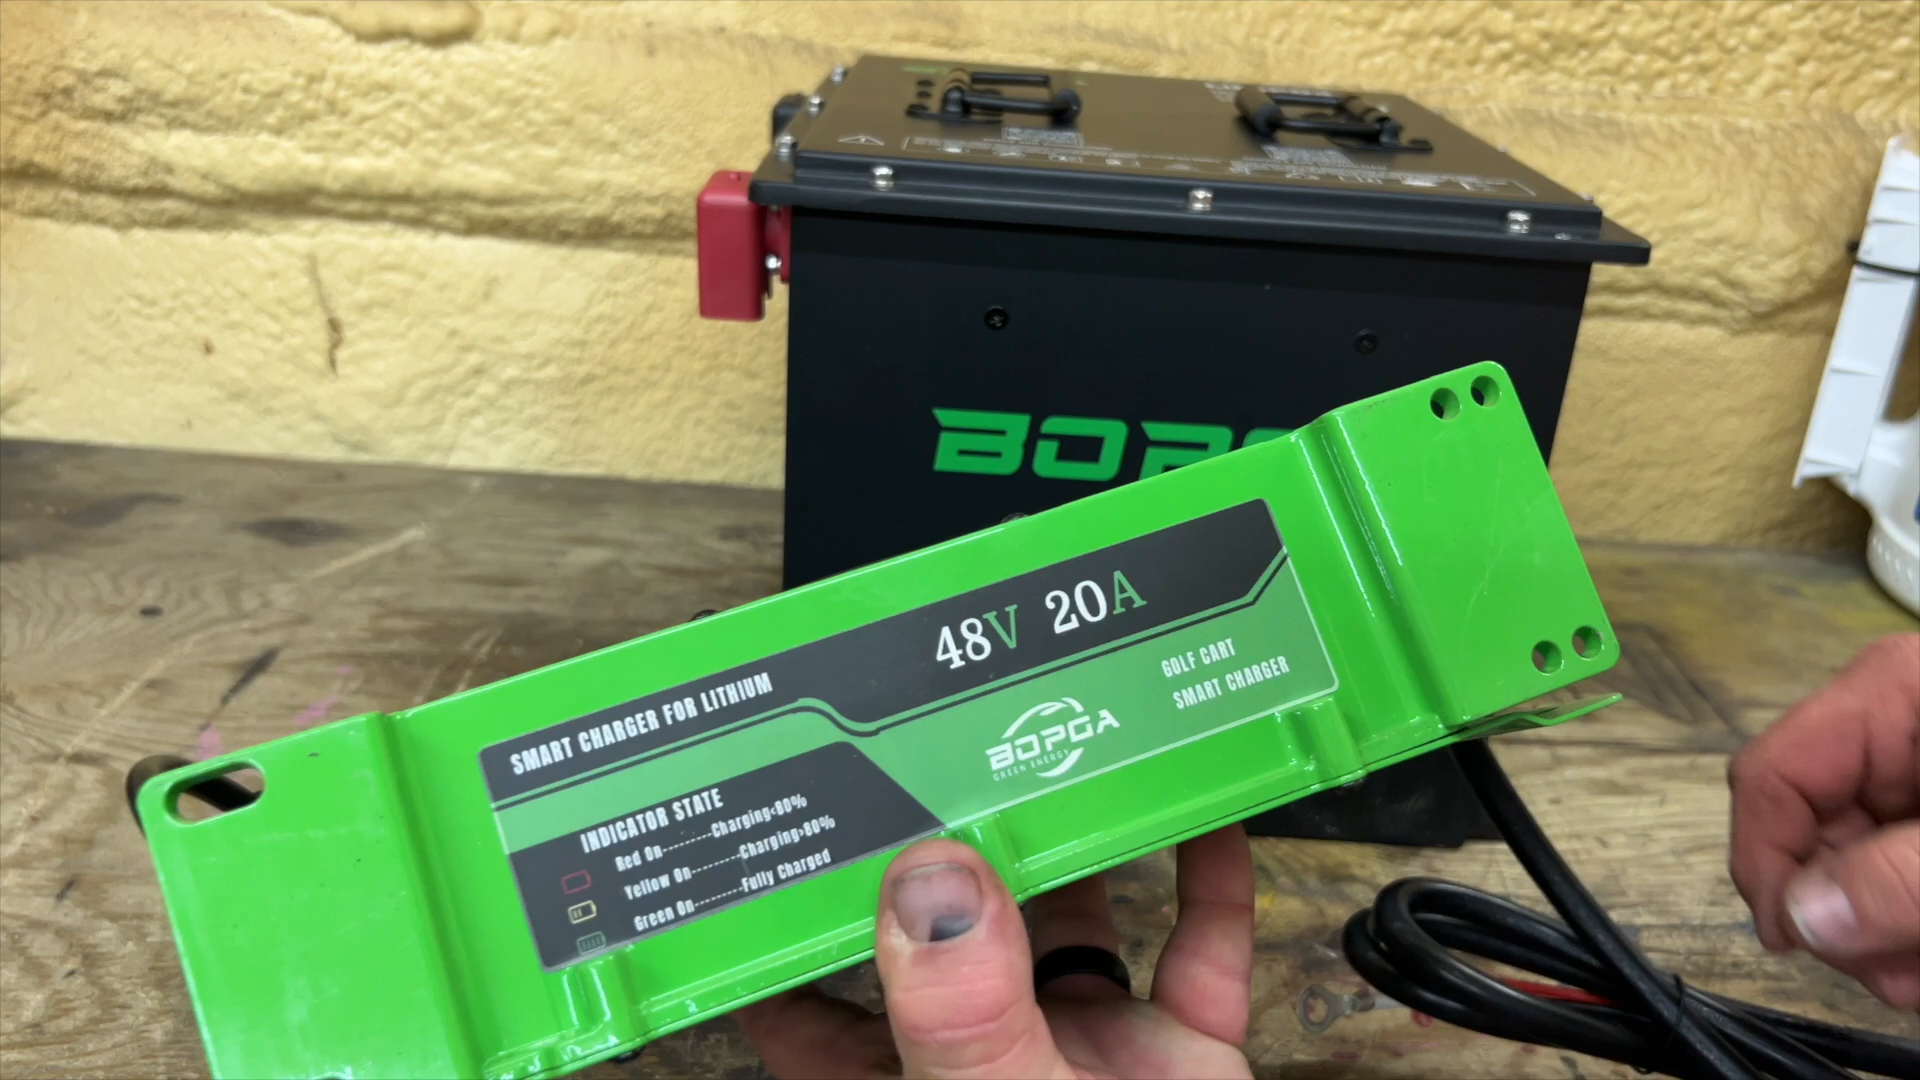 BOP
48V 20A
SMART CHARGER FOR LITHIUM
GOLF CART
SMART CHARGER
BOPGA
GREEN ENERGY
INDICATOR STATE
Red On---------Charging<80%
Yellow On---------Charging>80%
Green On---------Fully Charged